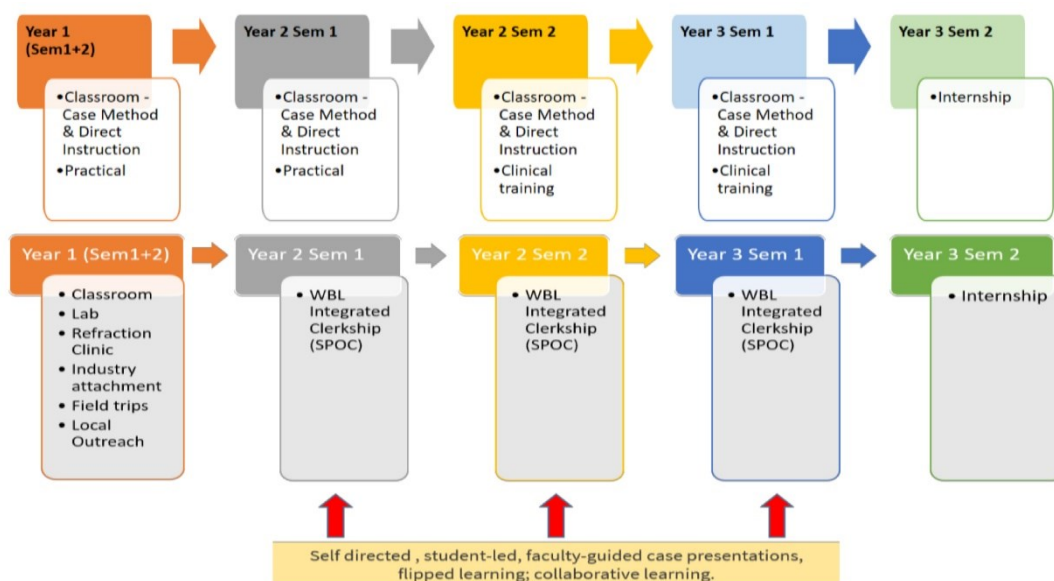 Year 1
(Sem1+2)
•Classroom -
Case Method
& Direct
Instruction
•Practical
Year 2 Sem 1
•Classroom -
Case Method
& Direct
Instruction
•Practical
Year 2 Sem 2
•Classroom -
Case Method
& Direct
Instruction
•Clinical
training
Year 3 Sem 1
•Classroom -
Case Method
& Direct
Instruction
•Clinical
training
Year 3 Sem 2
•Internship
Year 1 (Sem1+2)
• Classroom
• Lab
• Refraction
Clinic
• Industry
attachment
• Field trips
• Local
Outreach
Year 2 Sem 1
• WBL
Integrated
Clerkship
(SPOC)
Year 2 Sem 2
• WBL
Integrated
Clerkship
(SPOC)
Year 3 Sem 1
• WBL
Integrated
Clerkship
(SPOC)
Year 3 Sem 2
• Internship
Self directed , student-led, faculty-guided case presentations,
flipped learning; collaborative learning.